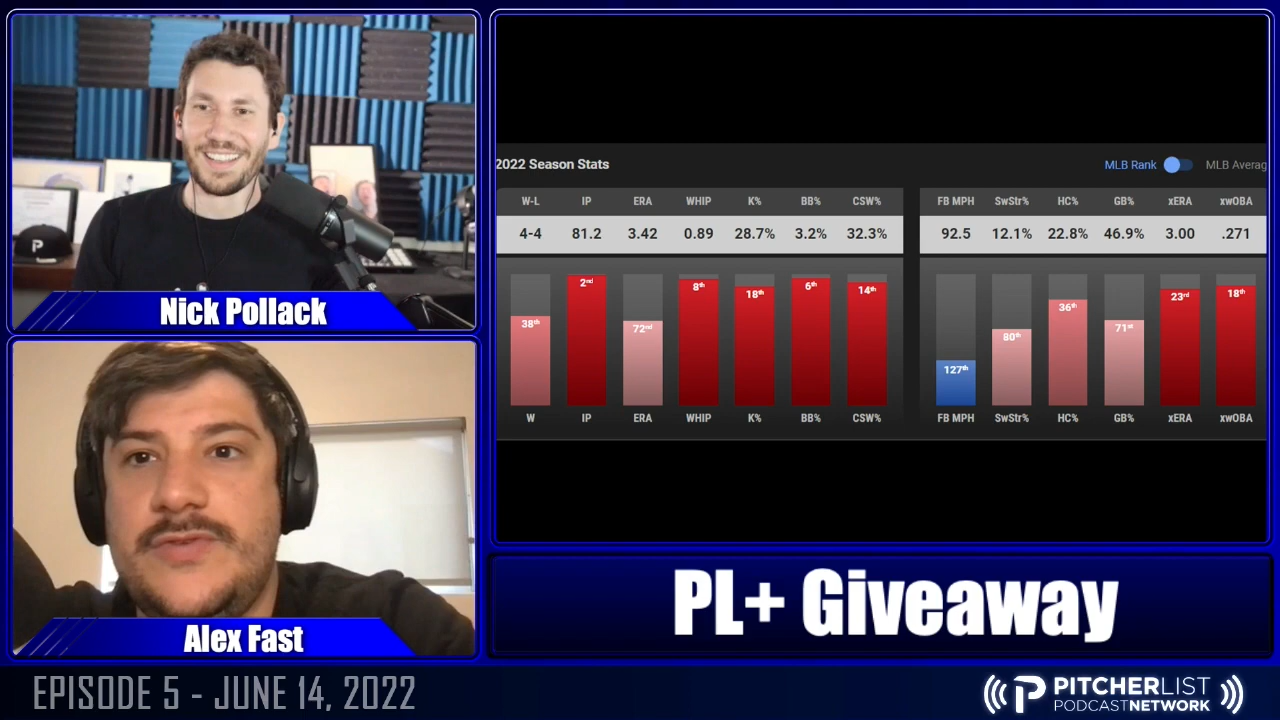 Nick Pollack
Alex Fast
2022 Season Stats
MLB Rank MLB Averag
W-L IP ERA WHIP K% BB% CSW%
4-4 81.2 3.42 0.89 28.7% 3.2% 32.3%
38th 2nd 72nd 8th 18th 6th 14th
W IP ERA WHIP K% BB% CSW%
FB MPH SwStr% HC% GB% xERA xwOBA
92.5 12.1% 22.8% 46.9% 3.00 .271
127th 80th 36th 71st 23rd 18th
FB MPH SwStr% HC% GB% xERA xwOBA
PL+ Giveaway
EPISODE 5 - JUNE 14, 2022
PITCHERLIST
PODCASTNETWORK